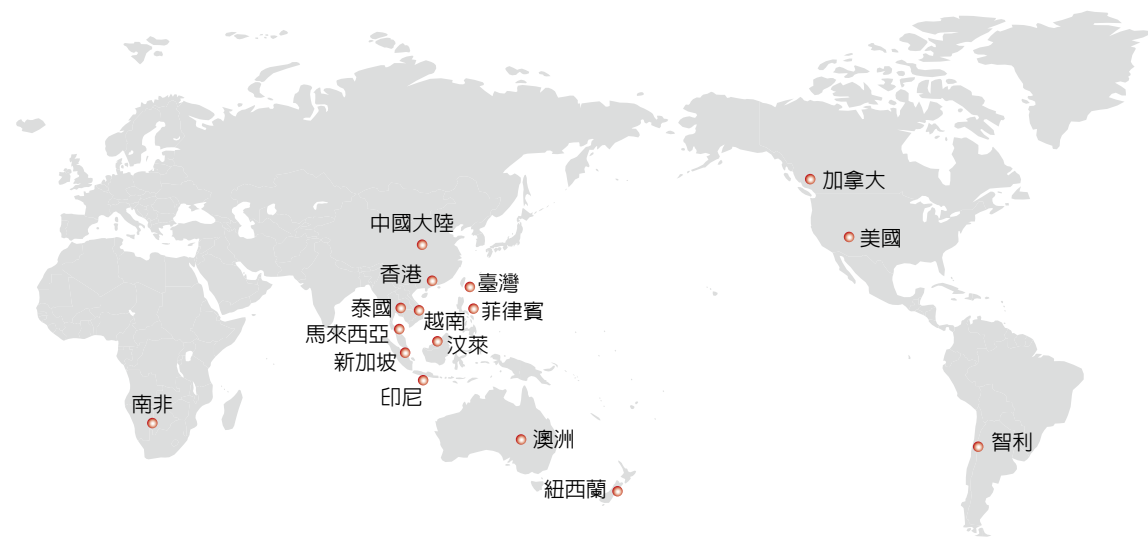 加拿大
中國大陸
美國
香港
臺灣
泰國
越南
菲律賓
馬來西亞
汶萊
新加坡
印尼
南非
澳洲
智利
紐西蘭